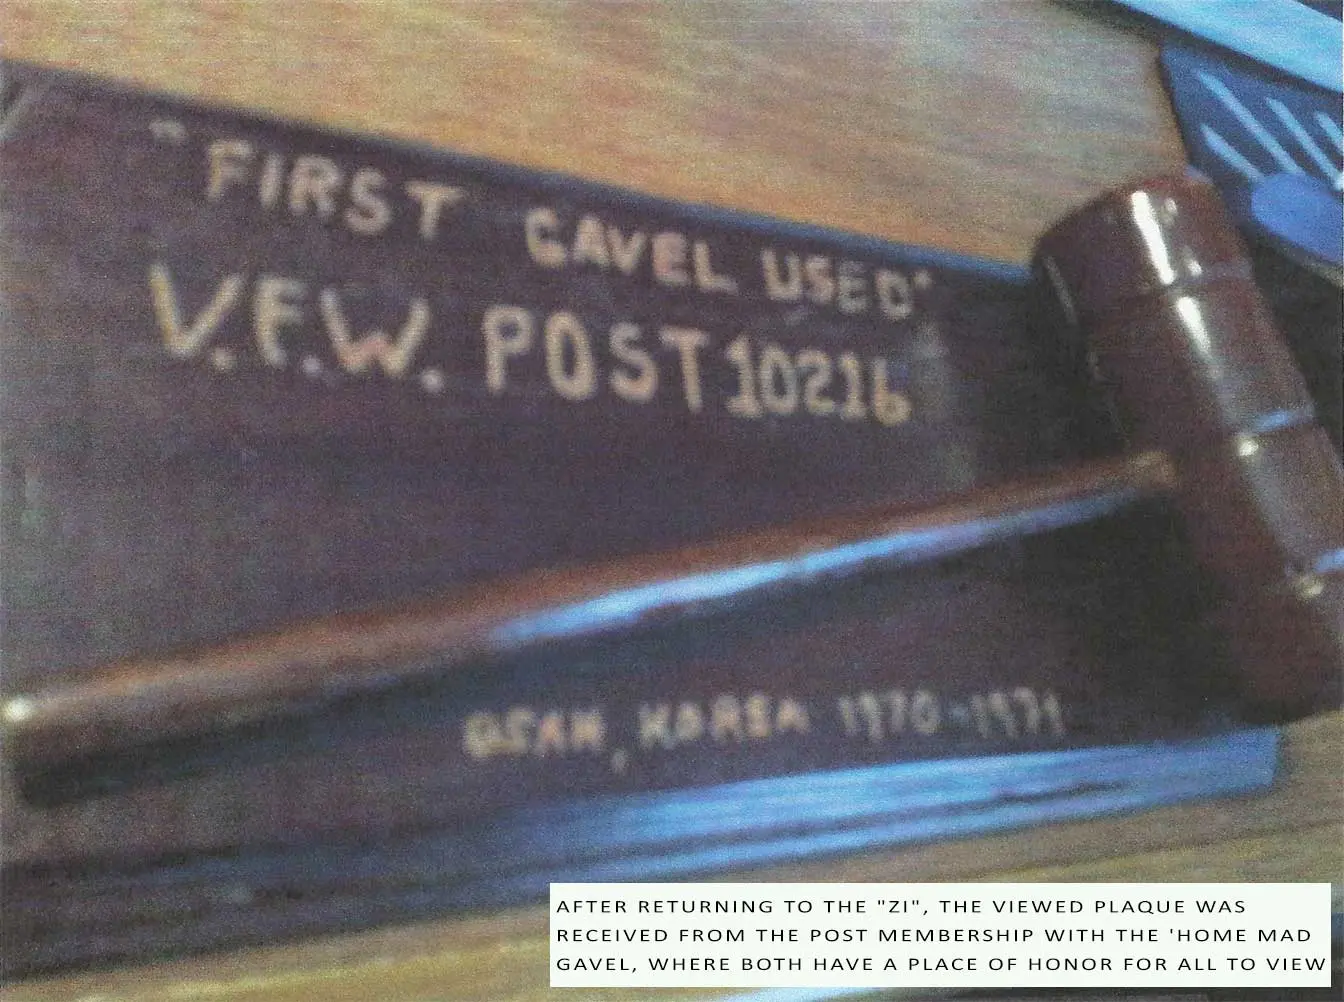 "FIRST GAVEL USED"
V.F.W. POST 10216
OSAN, KOREA 1970-1971
AFTER RETURNING TO THE "ZI", THE VIEWED PLAQUE WAS
RECEIVED FROM THE POST MEMBERSHIP WITH THE 'HOME MAD
GAVEL, WHERE BOTH HAVE A PLACE OF HONOR FOR ALL TO VIEW